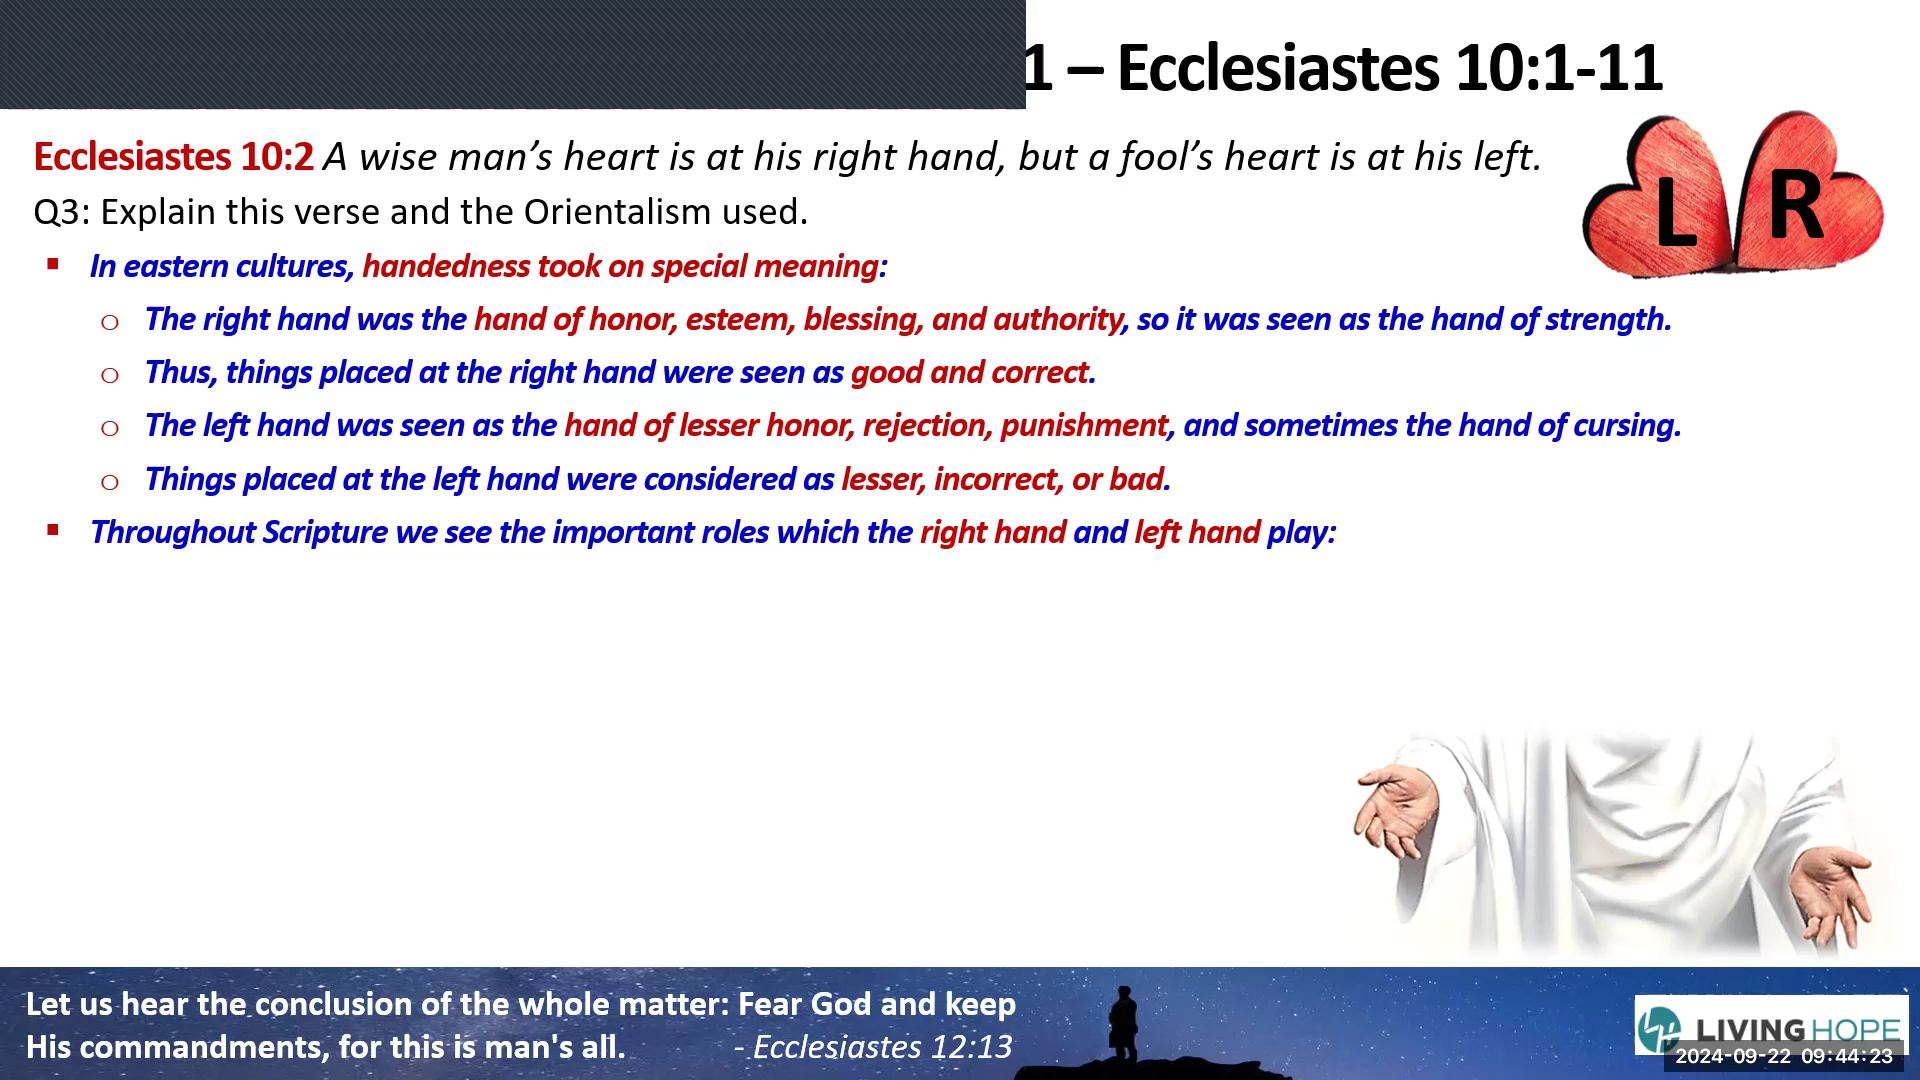 1 – Ecclesiastes 10:1-11
Ecclesiastes 10:2 A wise man’s heart is at his right hand, but a fool’s heart is at his left.
L R
Q3: Explain this verse and the Orientalism used.
▪ In eastern cultures, handedness took on special meaning:
o The right hand was the hand of honor, esteem, blessing, and authority, so it was seen as the hand of strength.
o Thus, things placed at the right hand were seen as good and correct.
o The left hand was seen as the hand of lesser honor, rejection, punishment, and sometimes the hand of cursing.
o Things placed at the left hand were considered as lesser, incorrect, or bad.
▪ Throughout Scripture we see the important roles which the right hand and left hand play:
Let us hear the conclusion of the whole matter: Fear God and keep
His commandments, for this is man's all. - Ecclesiastes 12:13
LIVING HOPE
2024-09-22 09:44:23